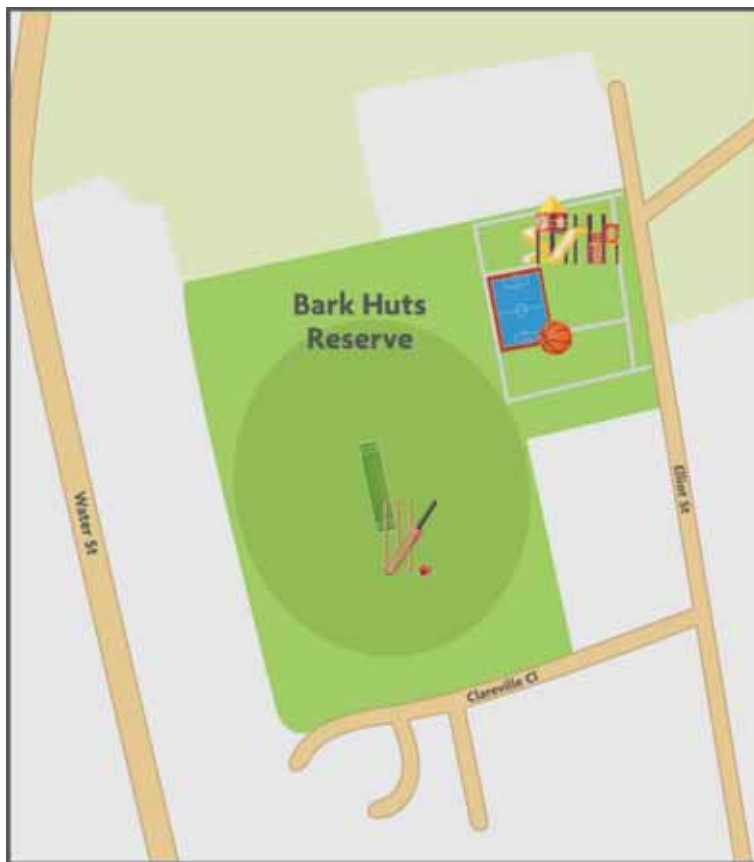 Bark Huts
Reserve
Water St
Elliot St
Clareville Cl